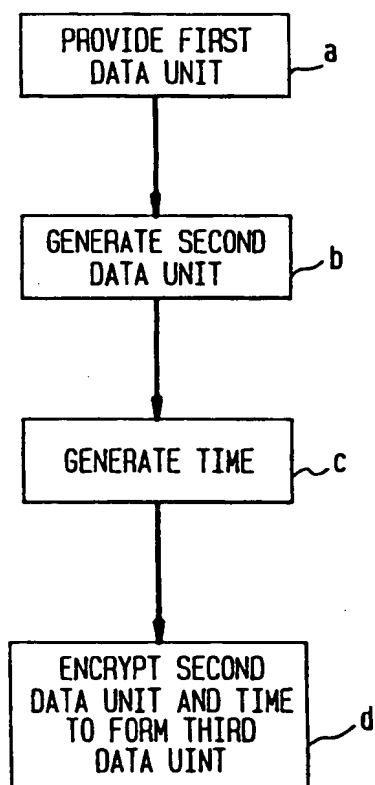 PROVIDE FIRST
DATA UNIT
a
GENERATE SECOND
DATA UNIT
b
GENERATE TIME
c
ENCRYPT SECOND
DATA UNIT AND TIME
TO FORM THIRD
DATA UINT
d